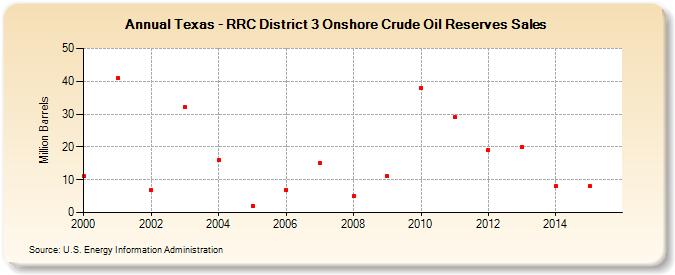 Annual Texas - RRC District 3 Onshore Crude Oil Reserves Sales
Million Barrels
50
40
30
20
10
0
2000 2002 2004 2006 2008 2010 2012 2014
Source: U.S. Energy Information Administration